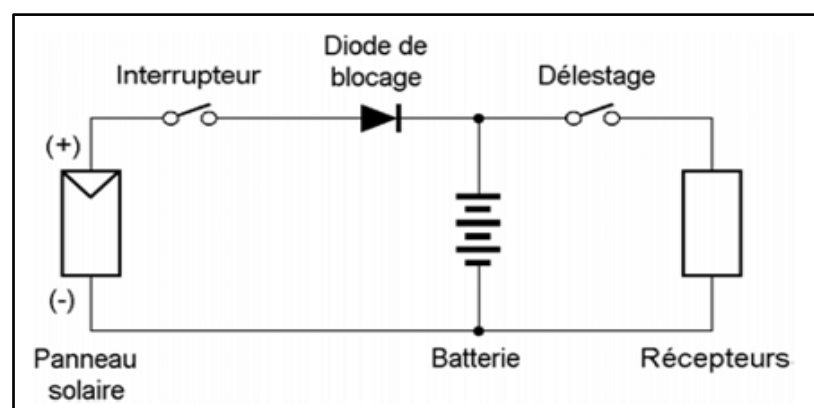 Diode de
blocage
Interrupteur
Délestage
(+)
(-)
Panneau
solaire
Batterie
Récepteurs